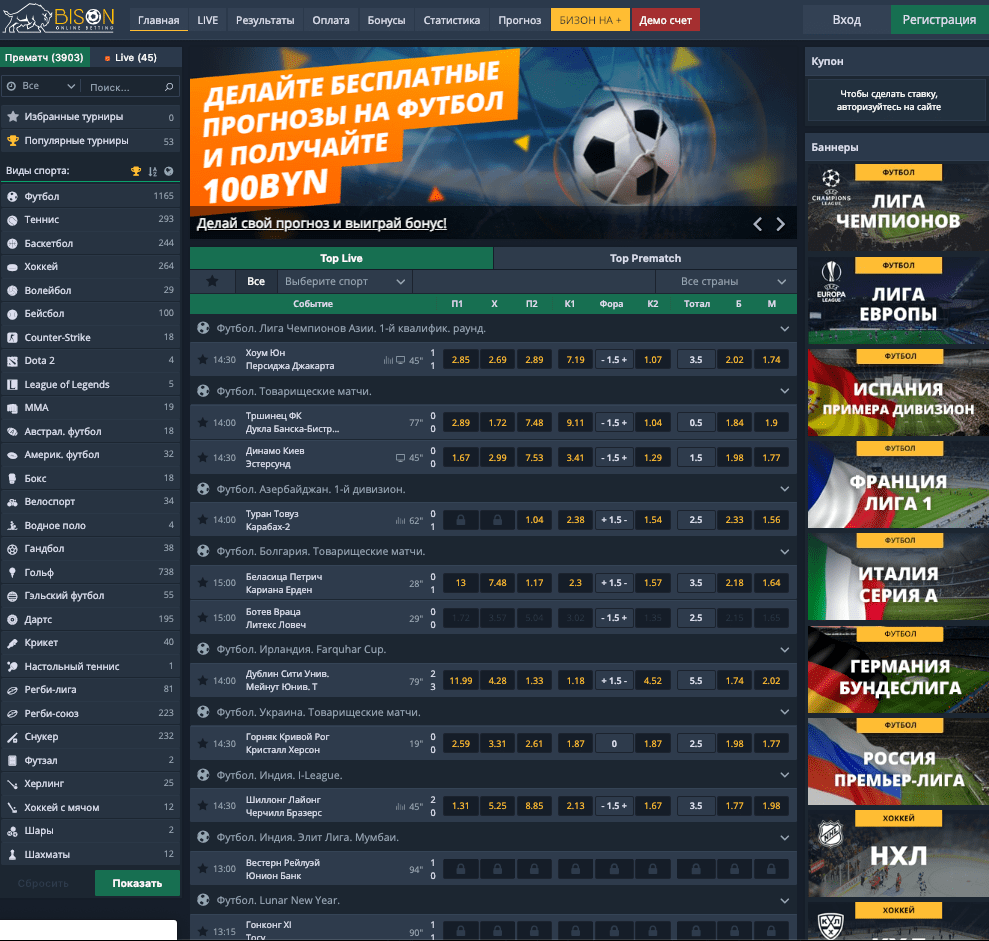 BISON
ONLINE BETTING
Главная
LIVE
Результаты
Оплата
Бонусы
Статистика
Прогноз
БИЗОН НА +
Демо счет
Вход
Регистрация
Прематч (3903)
Live (45)
Все
Поиск...
Избранные турниры 0
Популярные турниры 53
Виды спорта:
Футбол 1165
Теннис 293
Баскетбол 244
Хоккей 264
Волейбол 29
Бейсбол 100
Counter-Strike 18
Dota 2 4
League of Legends 5
MMA 19
Австрал. футбол 18
Америк. футбол 32
Бокс 18
Велоспорт 34
Водное поло 4
Гандбол 38
Гольф 738
Гэльский футбол 55
Дартс 195
Крикет 40
Настольный теннис 1
Регби-лига 81
Регби-союз 223
Снукер 232
Футзал 2
Херлинг 25
Хоккей с мячом 12
Шары 2
Шахматы 12
Сбросить
Показать
ДЕЛАЙТЕ БЕСПЛАТНЫЕ
ПРОГНОЗЫ НА ФУТБОЛ
И ПОЛУЧАЙТЕ
100BYN
Делай свой прогноз и выиграй бонус!
Top Live
Top Prematch
Все
Выберите спорт
Все страны
Событие П1 X П2 К1 Фора К2 Тотал Б М
Футбол. Лига Чемпионов Азии. 1-й квалифик. раунд.
14:30 Хоум Юн 45" 1 2.85 2.69 2.89 7.19 - 1.5 + 1.07 3.5 2.02 1.74
Персиджа Джакарта 1
Футбол. Товарищеские матчи.
14:00 Тршинец ФК 77" 0 2.89 1.72 7.48 9.11 - 1.5 + 1.04 0.5 1.84 1.9
Дукла Банска-Бистр... 0
14:30 Динамо Киев 45" 0 1.67 2.99 7.53 3.41 - 1.5 + 1.29 1.5 1.98 1.77
Эстерсунд 0
Футбол. Азербайджан. 1-й дивизион.
14:00 Туран Товуз 62" 0 1.04 2.38 + 1.5 - 1.54 2.5 2.33 1.56
Карабах-2 1
Футбол. Болгария. Товарищеские матчи.
15:00 Беласица Петрич 28" 0 13 7.48 1.17 2.3 + 1.5 - 1.57 3.5 2.18 1.64
Кариана Ерден 1
15:00 Ботев Враца 29" 0 1.72 3.57 5.04 3.02 - 1.5 + 1.35 2.5 2.15 1.65
Литекс Ловеч 0
Футбол. Ирландия. Farquhar Cup.
14:00 Дублин Сити Унив. 79" 2 11.99 4.28 1.33 1.18 + 1.5 - 4.52 5.5 1.74 2.02
Мейнут Юнив. Т 3
Футбол. Украина. Товарищеские матчи.
14:30 Горняк Кривой Рог 19" 0 2.59 3.31 2.61 1.87 0 1.87 2.5 1.98 1.77
Кристалл Херсон 0
Футбол. Индия. I-League.
14:30 Шиллонг Лайонг 45" 2 1.31 5.25 8.85 2.13 - 1.5 + 1.67 3.5 1.77 1.98
Черчилл Бразерс 0
Футбол. Индия. Элит Лига. Мумбаи.
13:00 Вестерн Рейлуэй 94" 1
Юнион Банк 0
Футбол. Lunar New Year.
13:15 Гонконг XI 90" 1
Тогу 1
Купон
Чтобы сделать ставку,
авторизуйтесь на сайте
Баннеры
ФУТБОЛ
CHAMPIONS
LEAGUE
ЛИГА
ЧЕМПИОНОВ
ФУТБОЛ
EUROPA
LEAGUE
ЛИГА
ЕВРОПЫ
ФУТБОЛ
ИСПАНИЯ
ПРИМЕРА ДИВИЗИОН
ФУТБОЛ
ФРАНЦИЯ
ЛИГА 1
ФУТБОЛ
ИТАЛИЯ
СЕРИЯ А
ФУТБОЛ
ГЕРМАНИЯ
БУНДЕСЛИГА
ФУТБОЛ
РОССИЯ
ПРЕМЬЕР-ЛИГА
ХОККЕЙ
NHL
НХЛ
ХОККЕЙ
КХЛ
КХЛ